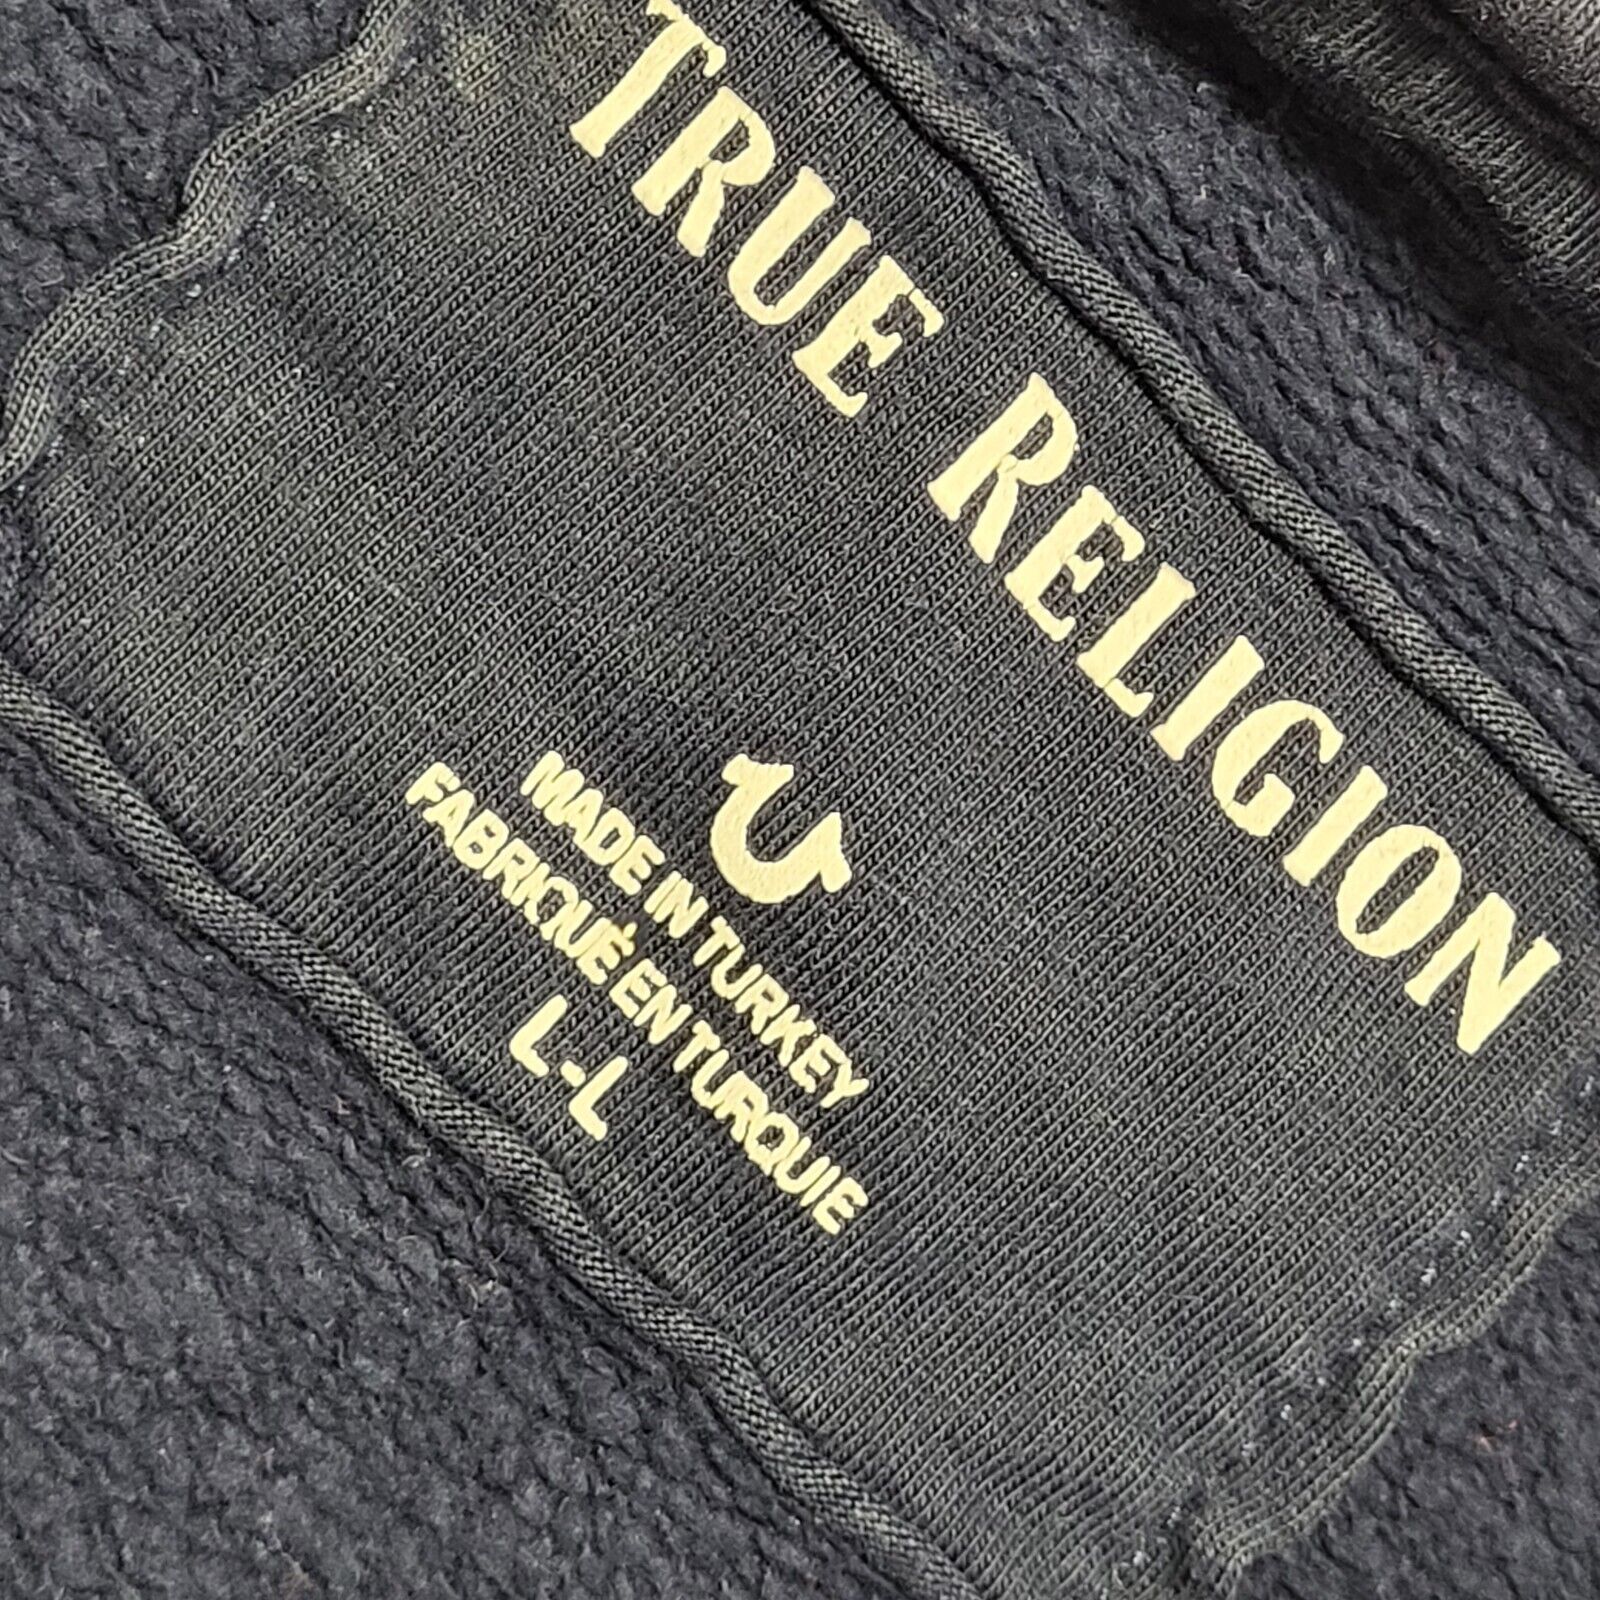 TRUE RELIGION
MADE IN TURKEY
FABRIQUÉ EN TURQUIE
L-L